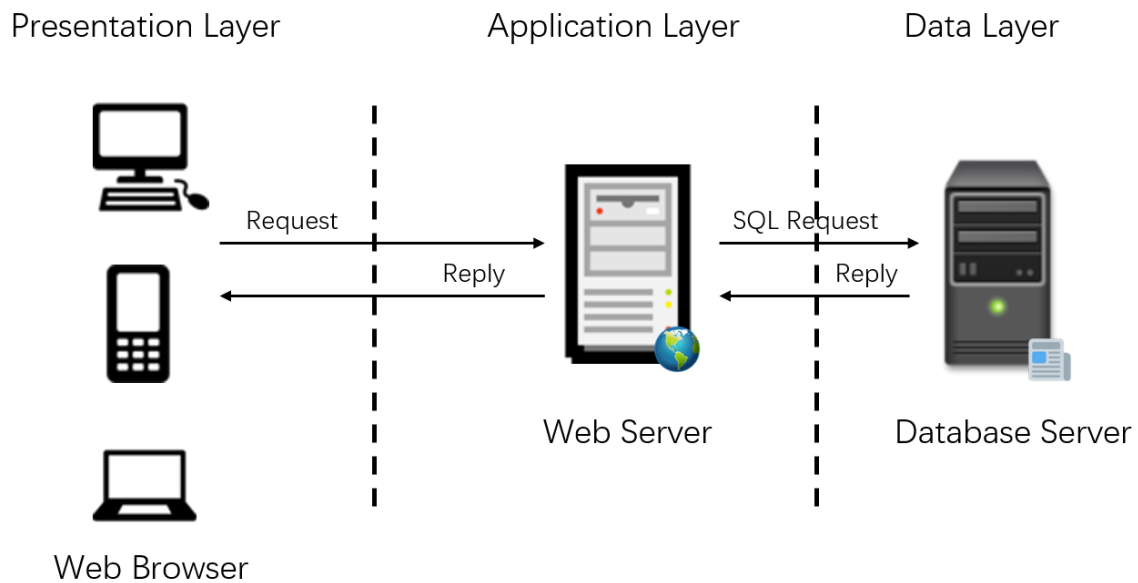 Presentation Layer
Application Layer
Data Layer
Request
SQL Request
Reply
Reply
Web Server
Database Server
Web Browser